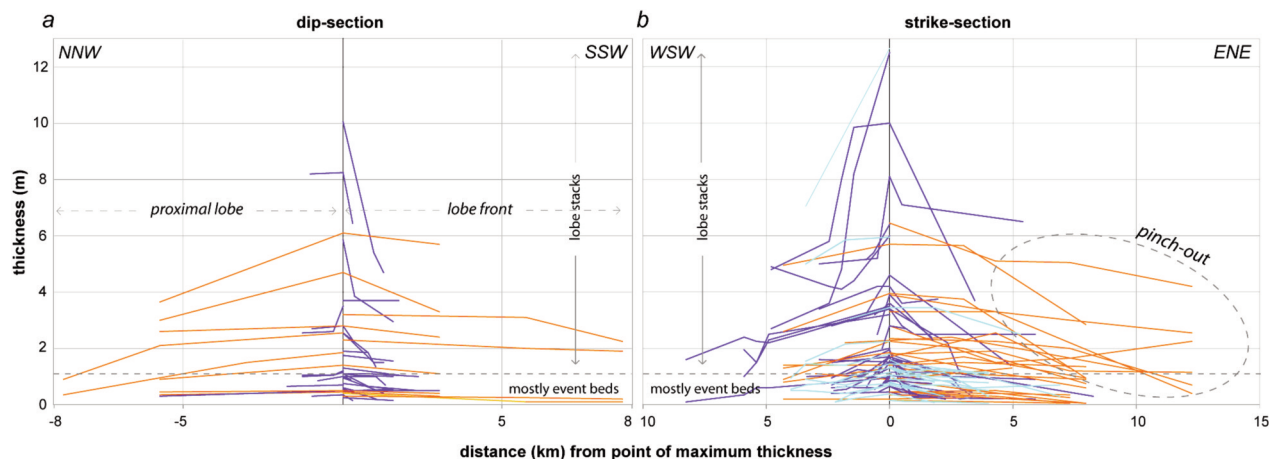 a dip-section b strike-section
NNW SSW WSW ENE
12
10
8
6
4
2
0
thickness (m)
proximal lobe lobe front
lobe stacks lobe stacks
pinch-out
mostly event beds mostly event beds
-8 -5 0 5 8 10 5 0 5 10 15
distance (km) from point of maximum thickness